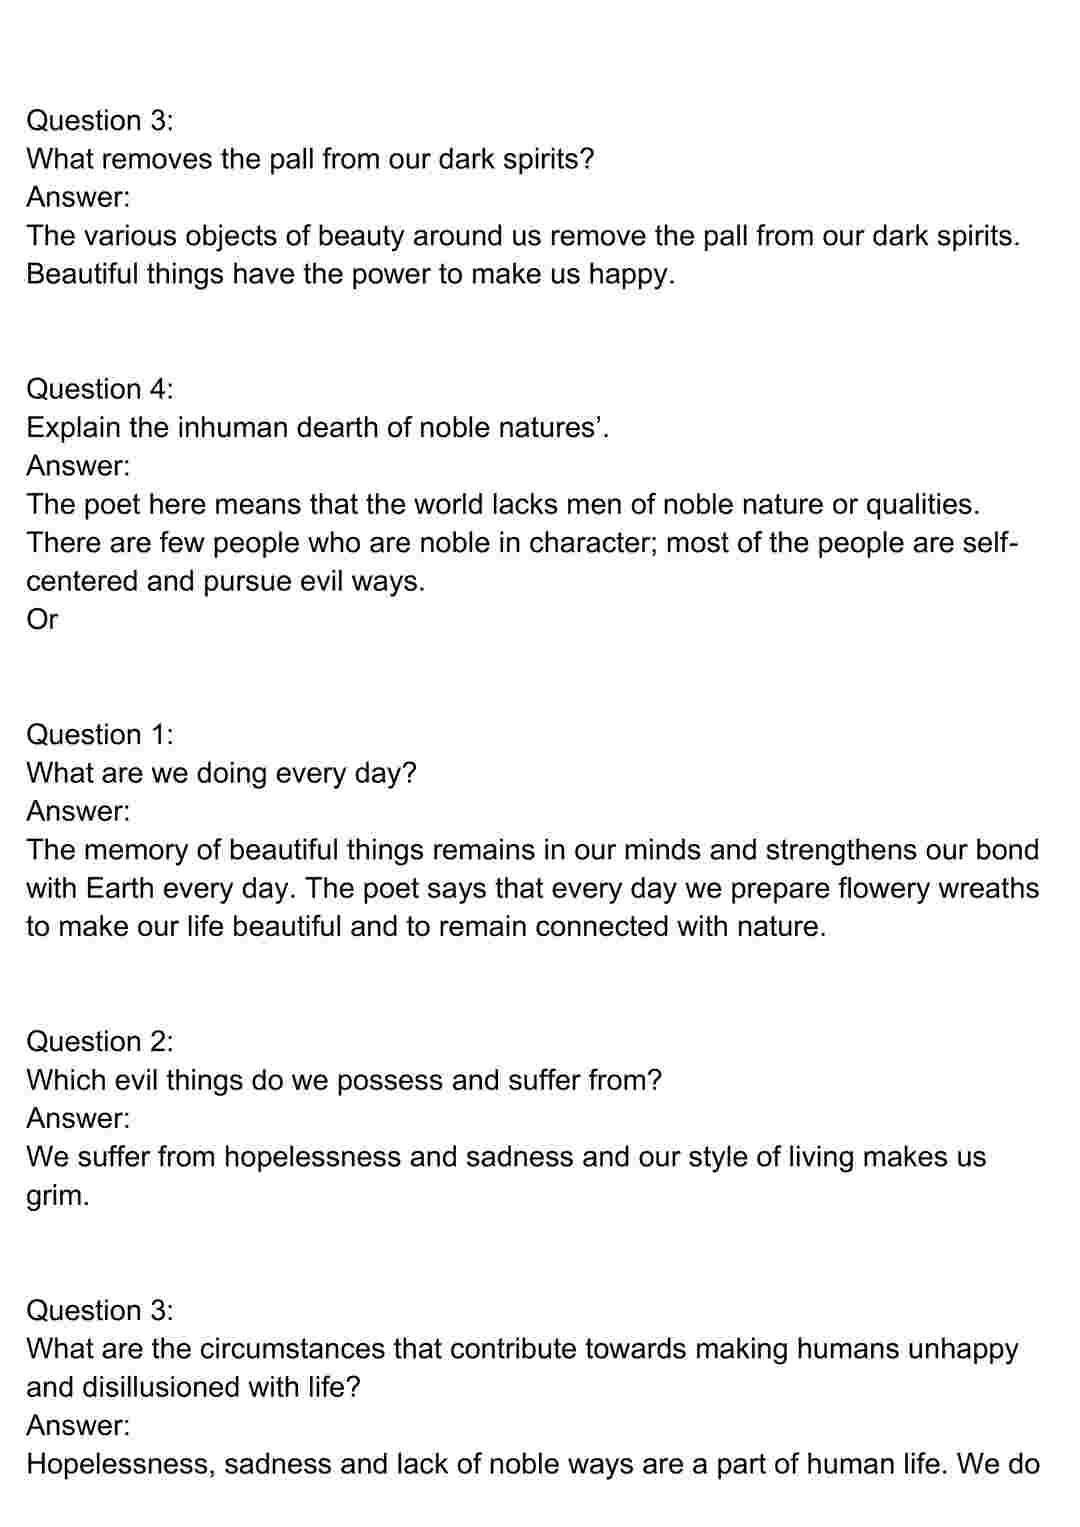 Question 3:
What removes the pall from our dark spirits?
Answer:
The various objects of beauty around us remove the pall from our dark spirits.
Beautiful things have the power to make us happy.
Question 4:
Explain the inhuman dearth of noble natures’.
Answer:
The poet here means that the world lacks men of noble nature or qualities.
There are few people who are noble in character; most of the people are self-
centered and pursue evil ways.
Or
Question 1:
What are we doing every day?
Answer:
The memory of beautiful things remains in our minds and strengthens our bond
with Earth every day. The poet says that every day we prepare flowery wreaths
to make our life beautiful and to remain connected with nature.
Question 2:
Which evil things do we possess and suffer from?
Answer:
We suffer from hopelessness and sadness and our style of living makes us
grim.
Question 3:
What are the circumstances that contribute towards making humans unhappy
and disillusioned with life?
Answer:
Hopelessness, sadness and lack of noble ways are a part of human life. We do